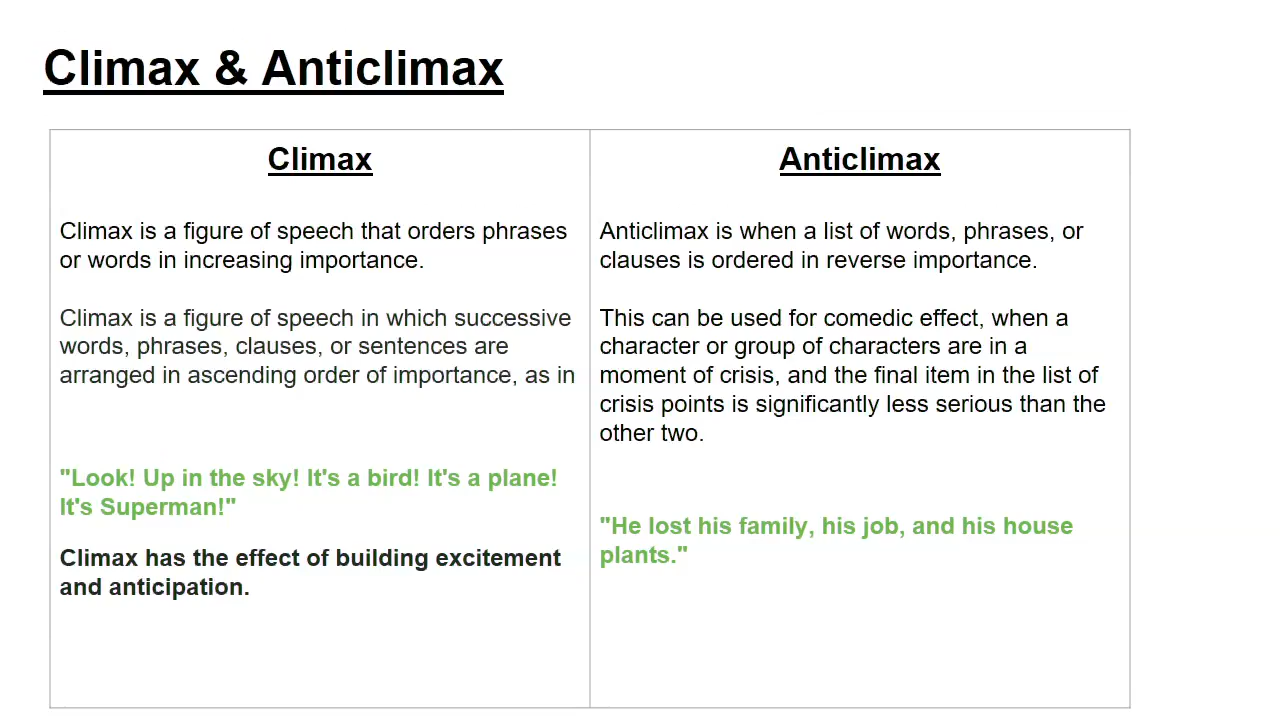 Climax & Anticlimax
Climax
Climax is a figure of speech that orders phrases
or words in increasing importance.
Climax is a figure of speech in which successive
words, phrases, clauses, or sentences are
arranged in ascending order of importance, as in
"Look! Up in the sky! It's a bird! It's a plane!
It's Superman!"
Climax has the effect of building excitement
and anticipation.
Anticlimax
Anticlimax is when a list of words, phrases, or
clauses is ordered in reverse importance.
This can be used for comedic effect, when a
character or group of characters are in a
moment of crisis, and the final item in the list of
crisis points is significantly less serious than the
other two.
"He lost his family, his job, and his house
plants."